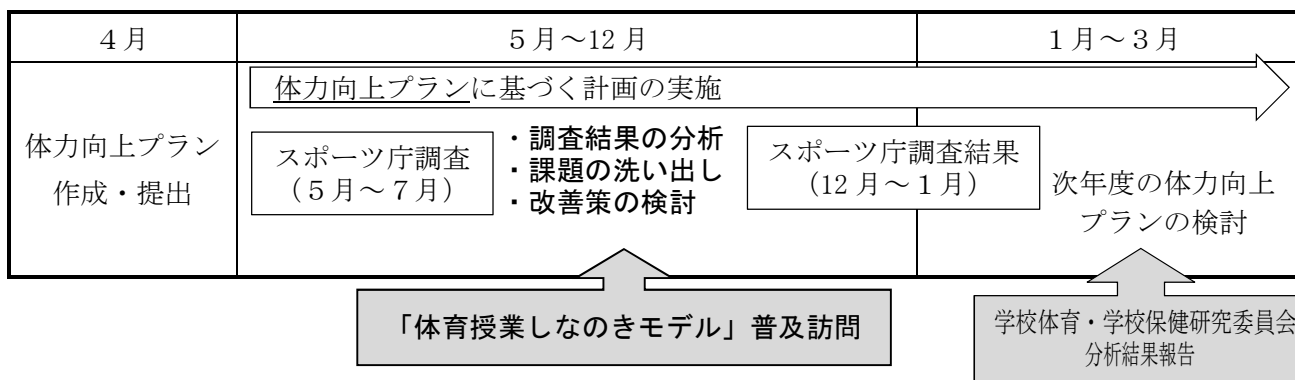 ４月
５月～12月
１月～３月
体力向上プランに基づく計画の実施
体力向上プラン
作成・提出
スポーツ庁調査
（５月～７月）
・調査結果の分析
・課題の洗い出し
・改善策の検討
スポーツ庁調査結果
（12月～１月）
次年度の体力向上
プランの検討
「体育授業しなのきモデル」普及訪問
学校体育・学校保健研究委員会
分析結果報告